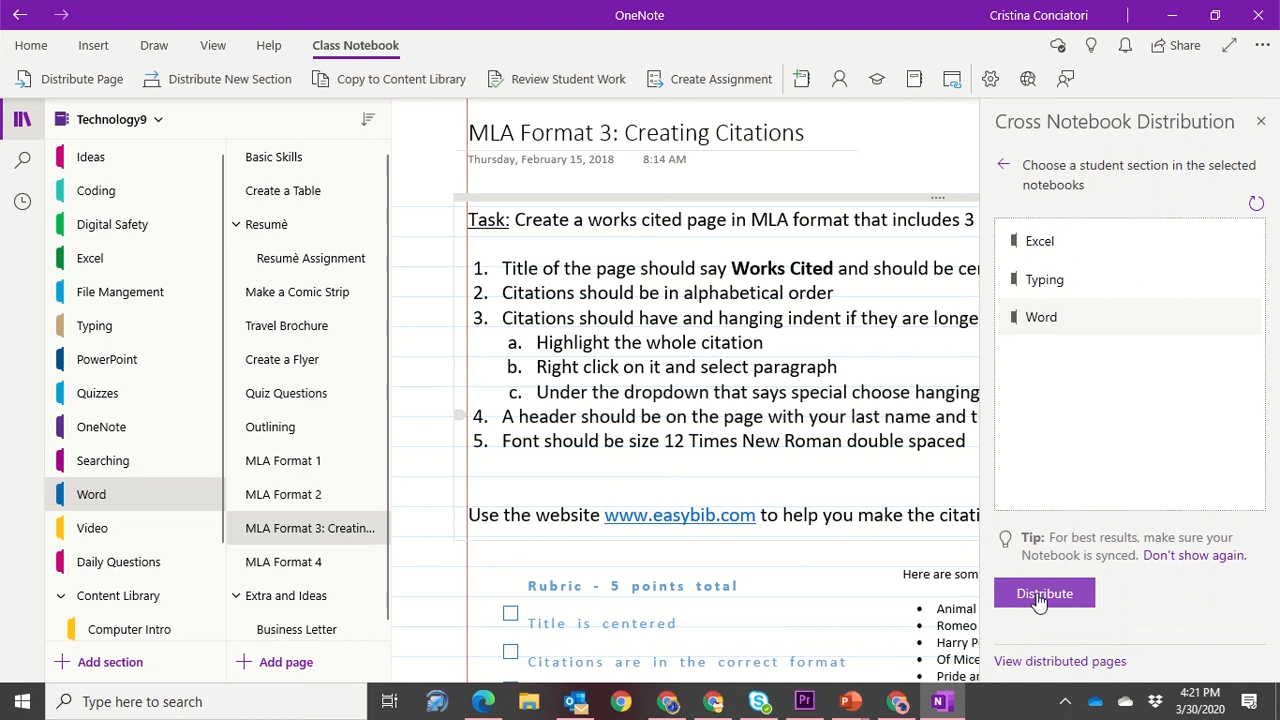 OneNote
Cristina Conciatori
Home
Insert
Draw
View
Help
Class Notebook
Share
Distribute Page
Distribute New Section
Copy to Content Library
Review Student Work
Create Assignment
Technology9
Ideas
Coding
Digital Safety
Excel
File Mangement
Typing
PowerPoint
Quizzes
OneNote
Searching
Word
Video
Daily Questions
Content Library
Computer Intro
Add section
Basic Skills
Create a Table
Resumè
Resumè Assignment
Make a Comic Strip
Travel Brochure
Create a Flyer
Quiz Questions
Outlining
MLA Format 1
MLA Format 2
MLA Format 3: Creatin...
MLA Format 4
Extra and Ideas
Business Letter
Add page
MLA Format 3: Creating Citations
Thursday, February 15, 2018 8:14 AM
Task: Create a works cited page in MLA format that includes 3
1. Title of the page should say Works Cited and should be cen
2. Citations should be in alphabetical order
3. Citations should have and hanging indent if they are longe
a. Highlight the whole citation
b. Right click on it and select paragraph
c. Under the dropdown that says special choose hanging
4. A header should be on the page with your last name and t
5. Font should be size 12 Times New Roman double spaced
Use the website www.easybib.com to help you make the citati
Rubric - 5 points total
Title is centered
Citations are in the correct format
Here are som
• Animal
• Romeo
• Harry P
• Of Mice
• Pride an
Cross Notebook Distribution
Choose a student section in the selected
notebooks
Excel
Typing
Word
Tip: For best results, make sure your
Notebook is synced. Don't show again.
Distribute
View distributed pages
Type here to search
4:21 PM
3/30/2020